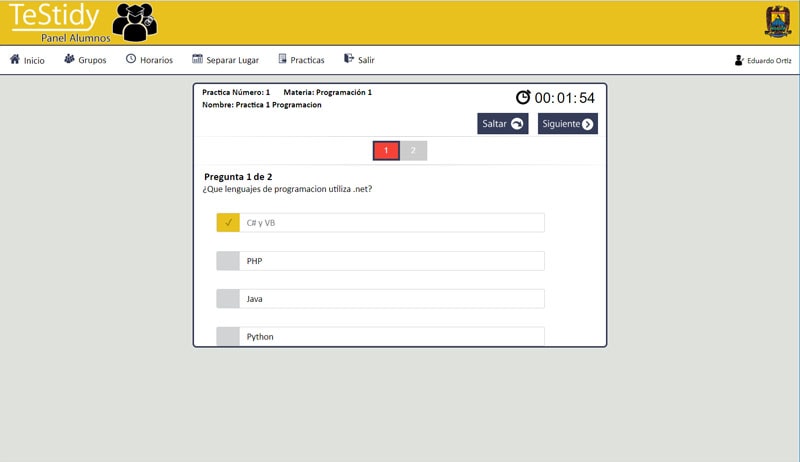 TeStidy
Panel Alumnos
Inicio Grupos Horarios Separar Lugar Practicas Salir Eduardo Ortiz
Practica Número: 1 Materia: Programación 1
Nombre: Practica 1 Programacion
00:01:54
Saltar Siguiente
1 2
Pregunta 1 de 2
¿Que lenguajes de programacion utiliza .net?
C# y VB
PHP
Java
Python